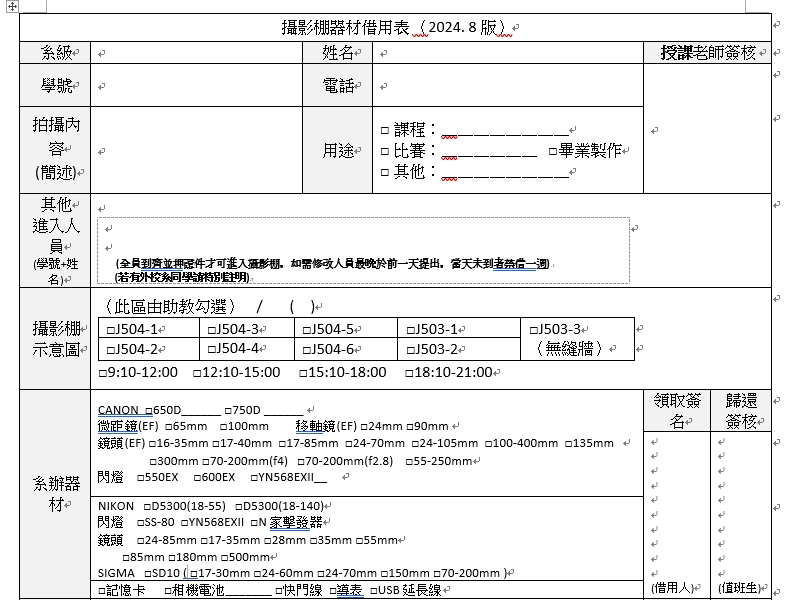 攝影棚器材借用表（2024. 8 版）
系級 姓名 授課老師簽核
學號 電話
拍攝內容
(簡述)
用途
□ 課程：＿＿＿＿＿＿＿＿
□ 比賽：＿＿＿＿＿＿ □畢業製作
□ 其他：＿＿＿＿＿＿＿＿
其他
進入人員
(學號+姓名)
(全員到齊並押證件才可進入攝影棚。如需修改人員最晚於前一天提出。當天未到者禁借一週)
(若有外校系同學請特別註明)
攝影棚
示意圖
（此區由助教勾選） / ( )
□J504-1 □J504-3 □J504-5 □J503-1 □J503-3
□J504-2 □J504-4 □J504-6 □J503-2 （無縫牆）
□9:10-12:00 □12:10-15:00 □15:10-18:00 □18:10-21:00
系辦器材
領取簽名
歸還簽核
CANON □650D______ □750D ______
微距鏡(EF) □65mm □100mm 移軸鏡(EF) □24mm □90mm
鏡頭(EF) □16-35mm □17-40mm □17-85mm □24-70mm □24-105mm □100-400mm □135mm
□300mm □70-200mm(f4) □70-200mm(f2.8) □55-250mm
閃燈 □550EX □600EX □YN568EXII__
NIKON □D5300(18-55) □D5300(18-140)
閃燈 □SS-80 □YN568EXII □N 家擊發器
鏡頭 □24-85mm □17-35mm □28mm □35mm □55mm
□85mm □180mm □500mm
SIGMA □SD10 ( □17-30mm □24-60mm □24-70mm □150mm □70-200mm )
(借用人) (值班生)
□記憶卡 □相機電池_______ □快門線 □導表 □USB 延長線